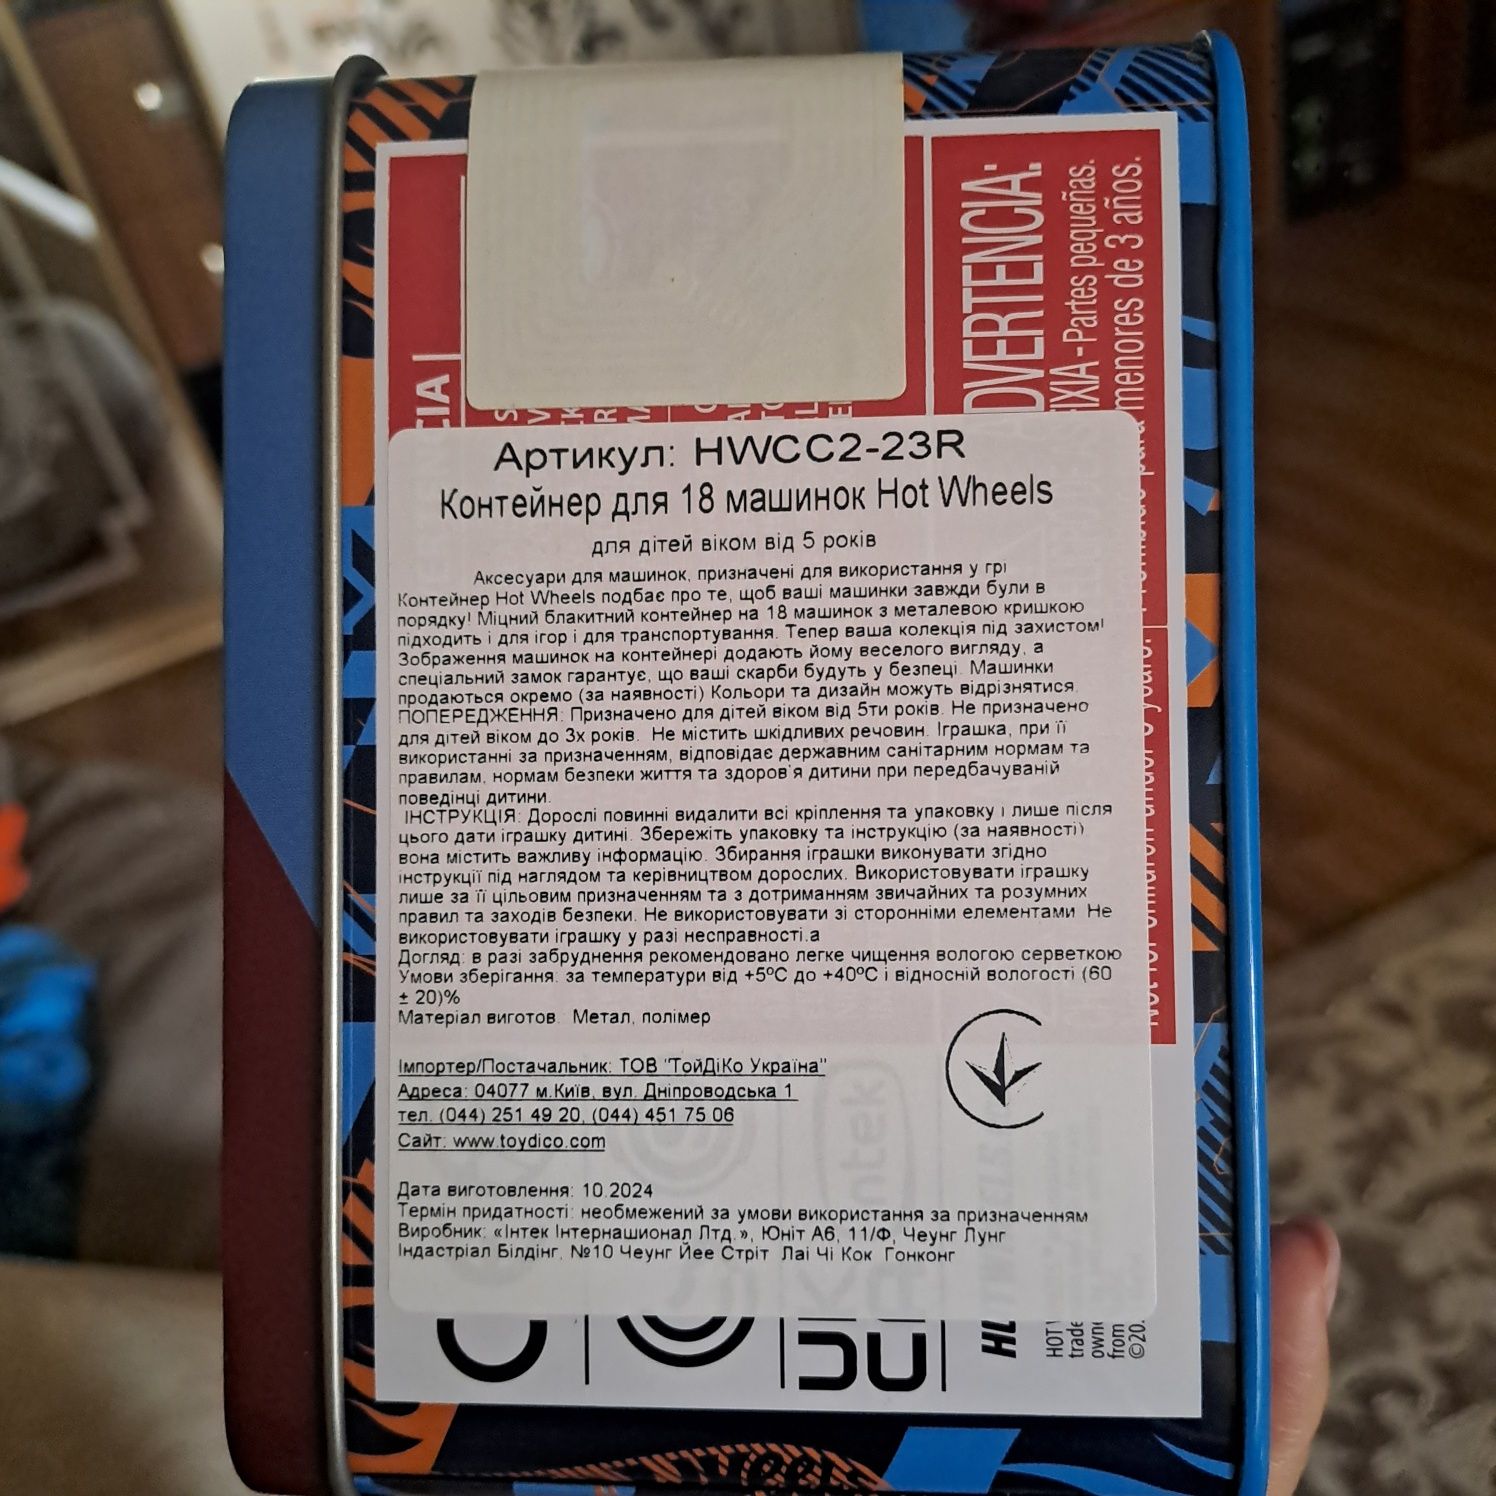 Артикул: HWCC2-23R
Контейнер для 18 машинок Hot Wheels
для дітей віком від 5 років
Аксесуари для машинок, призначені для використання у грі
Контейнер Hot Wheels подбає про те, щоб ваші машинки завжди були в
порядку! Міцний блакитний контейнер на 18 машинок з металевою кришкою
підходить і для ігор і для транспортування. Тепер ваша колекція під захистом!
Зображення машинок на контейнері додають йому веселого вигляду, а
спеціальний замок гарантує, що ваші скарби будуть у безпеці. Машинки
продаються окремо (за наявності) Кольори та дизайн можуть відрізнятися.
ПОПЕРЕДЖЕННЯ: Призначено для дітей віком від 5ти років. Не призначено
для дітей віком до 3х років. Не містить шкідливих речовин. Іграшка, при її
використанні за призначенням, відповідає державним санітарним нормам та
правилам, нормам безпеки життя та здоров'я дитини при передбачуваній
поведінці дитини.
ІНСТРУКЦІЯ: Дорослі повинні видалити всі кріплення та упаковку і лише після
цього дати іграшку дитині. Збережіть упаковку та інструкцію (за наявності)
вона містить важливу інформацію. Збирання іграшки виконувати згідно
інструкції під наглядом та керівництвом дорослих. Використовувати іграшку
лише за її цільовим призначенням та з дотриманням звичайних та розумних
правил та заходів безпеки. Не використовувати зі сторонніми елементами Не
використовувати іграшку у разі несправності.а
Догляд: в разі забруднення рекомендовано легке чищення вологою серветкою
Умови зберігання: за температури від +5ºС до +40ºС і відносній вологості (60
± 20)%
Матеріал виготов. Метал, полімер
Імпортер/Постачальник: ТОВ "ТойДіКо Україна"
Адреса: 04077 м.Київ, вул. Дніпроводська 1
тел. (044) 251 49 20, (044) 451 75 06
Сайт: www.toydico.com
Дата виготовлення: 10.2024
Термін придатності: необмежений за умови використання за призначенням
Виробник: «Інтек Інтернашионал Лтд.», Юніт А6, 11/Ф, Чеунг Лунг
Індастріал Білдінг, №10 Чеунг Йее Стріт Лаі Чі Кок Гонконг
DVERTENCIA:
FIXIA - Partes pequeñas.
menores de 3 años.
CIA
HOT
trade
owne
from
©20